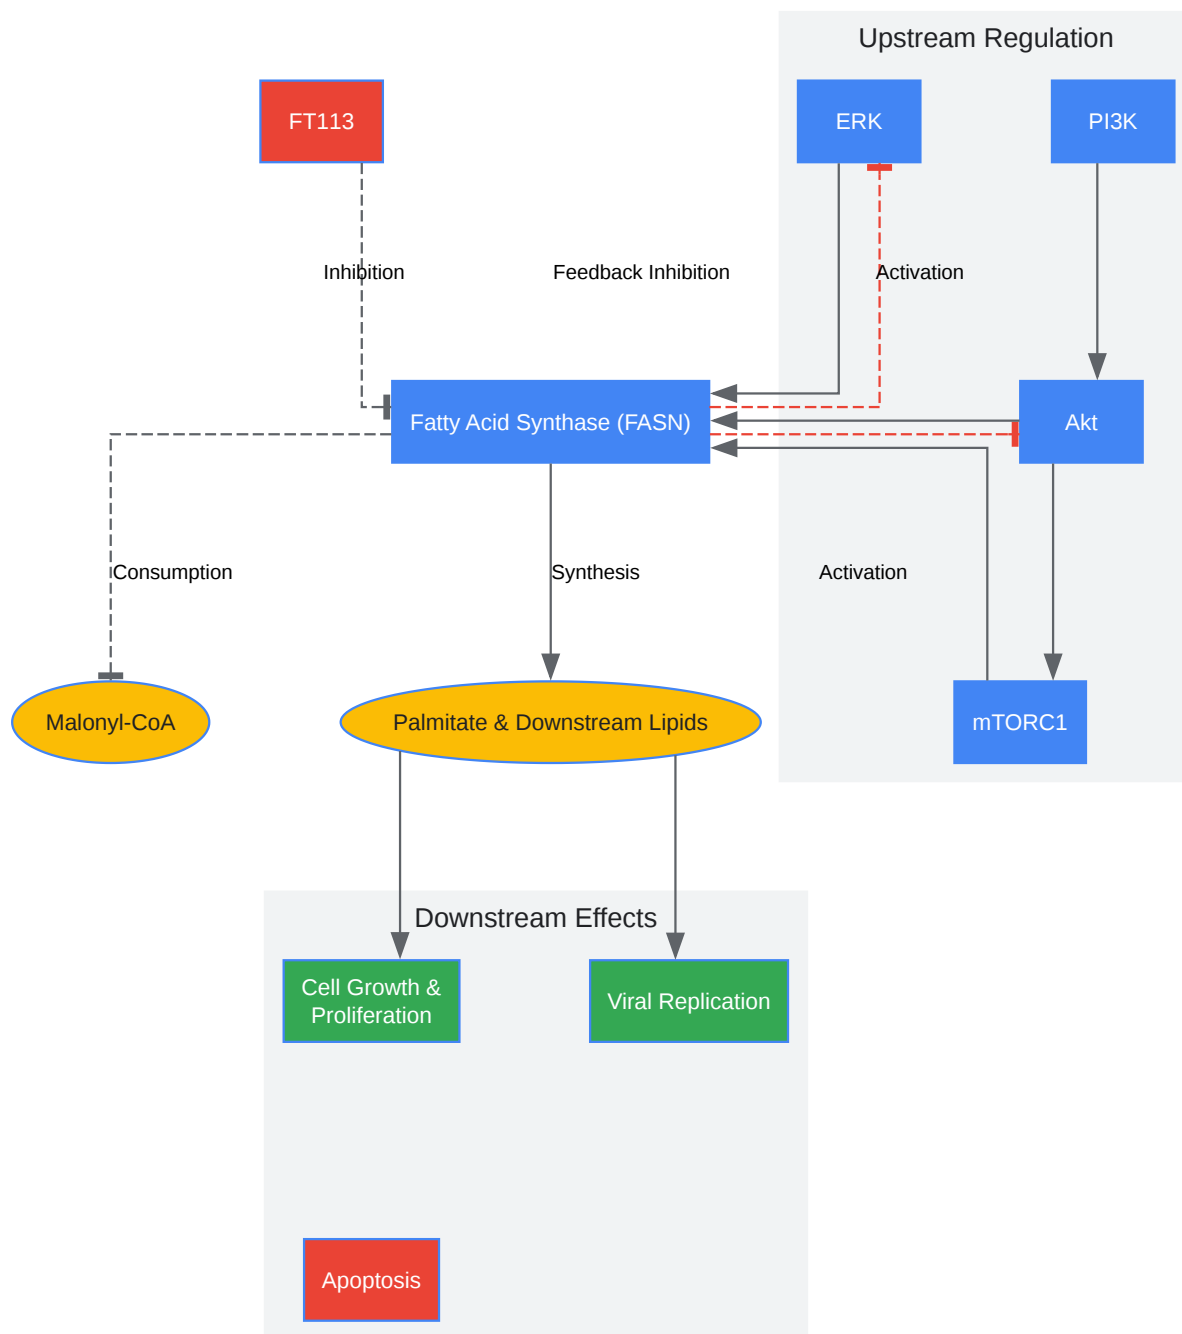 Upstream Regulation
FT113
ERK
PI3K
Inhibition
Feedback Inhibition
Activation
Fatty Acid Synthase (FASN)
Akt
Consumption
Synthesis
Activation
Malonyl-CoA
Palmitate & Downstream Lipids
mTORC1
Downstream Effects
Cell Growth &
Proliferation
Viral Replication
Apoptosis